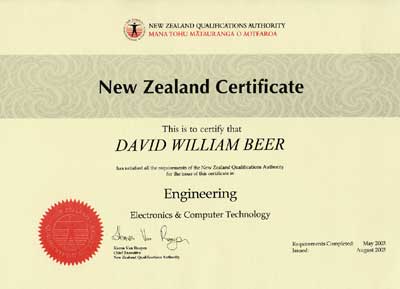 NEW ZEALAND QUALIFICATIONS AUTHORITY
MANA TOHU MĀTAURANGA O AOTEAROA
New Zealand Certificate
This is to certify that
DAVID WILLIAM BEER
has satisfied all the requirements of the New Zealand Qualifications Authority
for the issue of this certificate in
Engineering
Electronics & Computer Technology
Karen Van Rooyen
Chief Executive
New Zealand Qualifications Authority
Requirements Completed: May 2003
Issued: August 2003